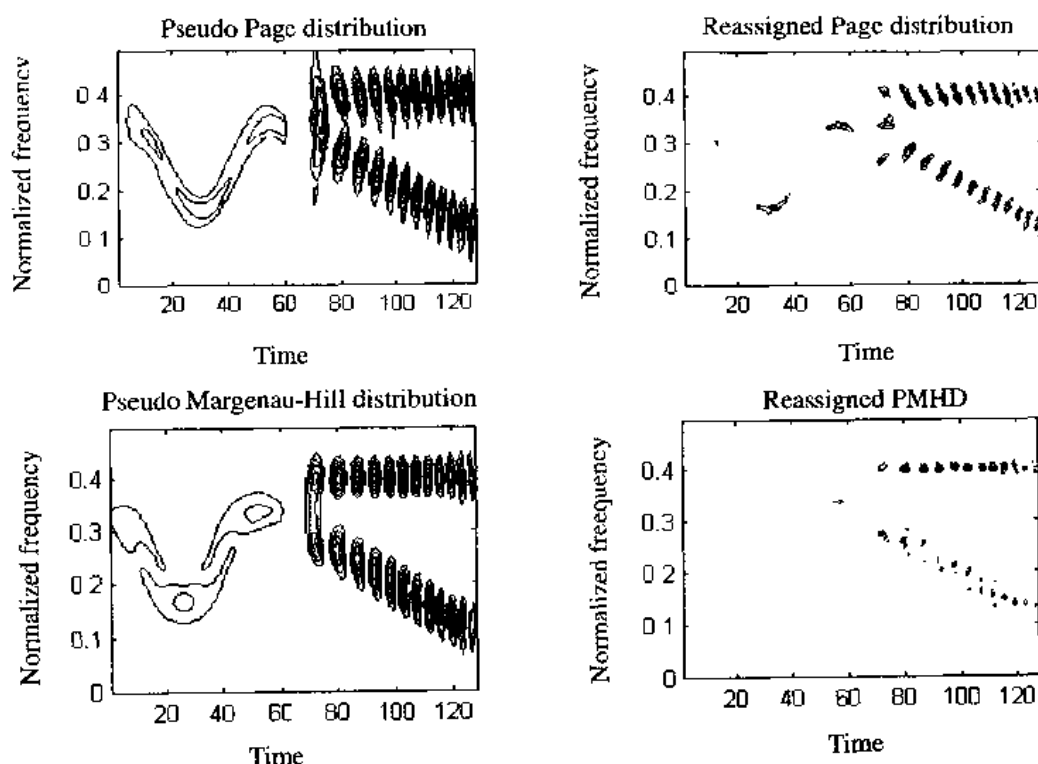 Pseudo Page distribution
Normalized frequency
0.4
0.3
0.2
0.1
0
20 40 60 80 100 120
Time
Reassigned Page distribution
Normalized frequency
0.4
0.3
0.2
0.1
0
20 40 60 80 100 120
Time
Pseudo Margenau-Hill distribution
Normalized frequency
0.4
0.3
0.2
0.1
0
20 40 60 80 100 120
Time
Reassigned PMHD
Normalized freequency
0.4
0.3
0.2
0.1
0
20 40 60 80 100 120
Time